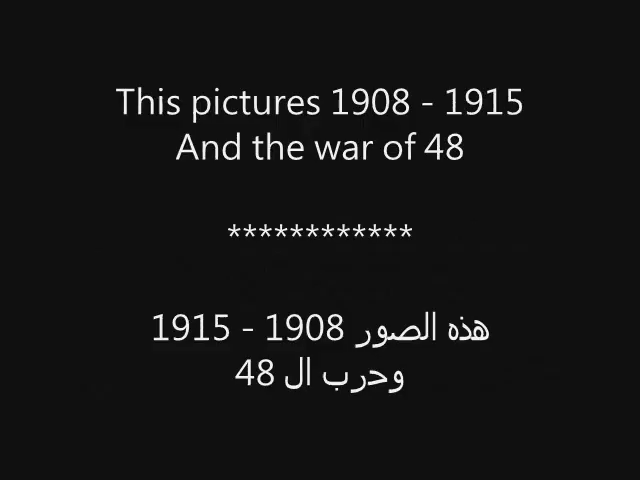 This pictures 1908 - 1915
And the war of 48
************
هذه الصور 1908 - 1915
وحرب ال 48